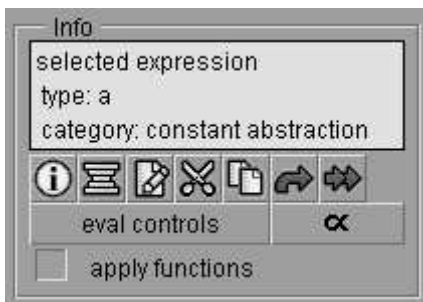 Info
selected expression
type: a
category: constant abstraction
eval controls
∝
apply functions